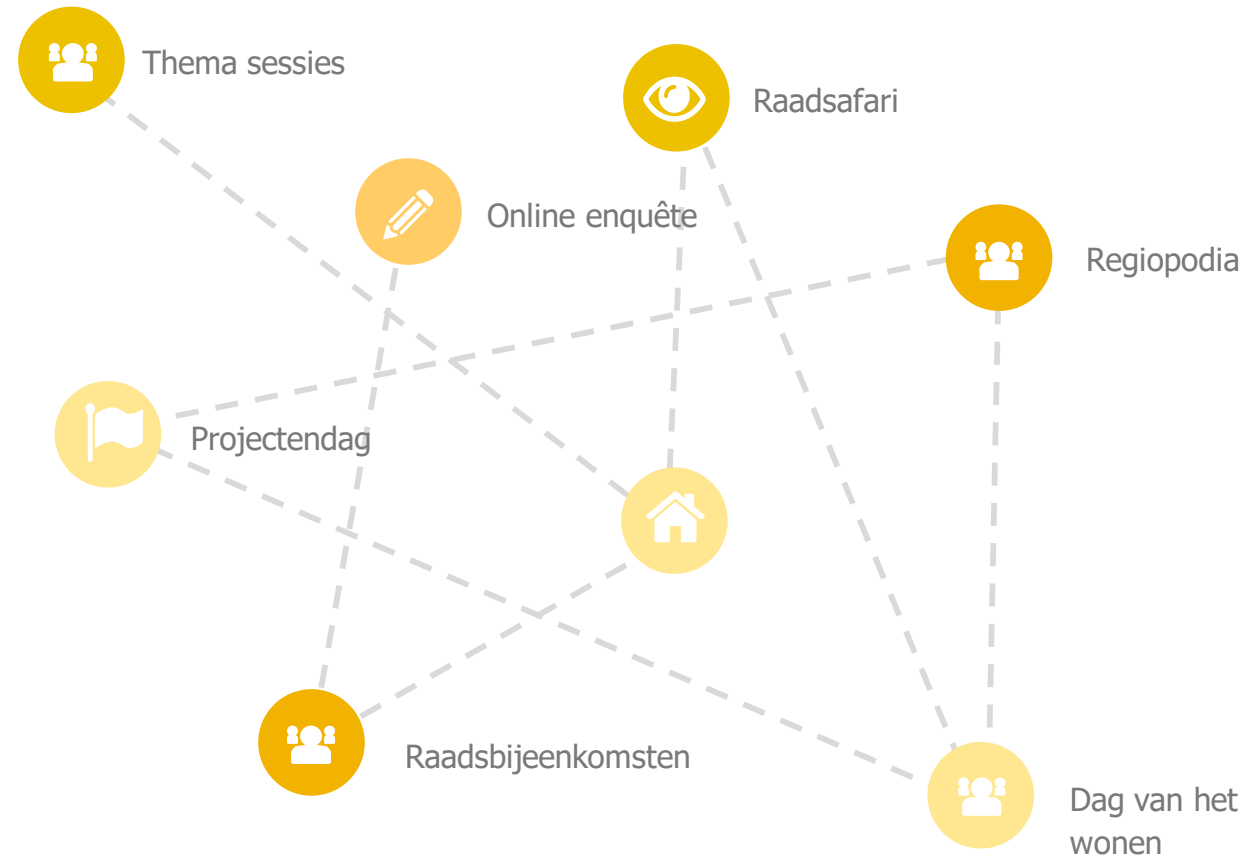 Thema sessies
Raadsafari
Online enquête
Regiopodia
Projectendag
Raadsbijeenkomsten
Dag van het
wonen